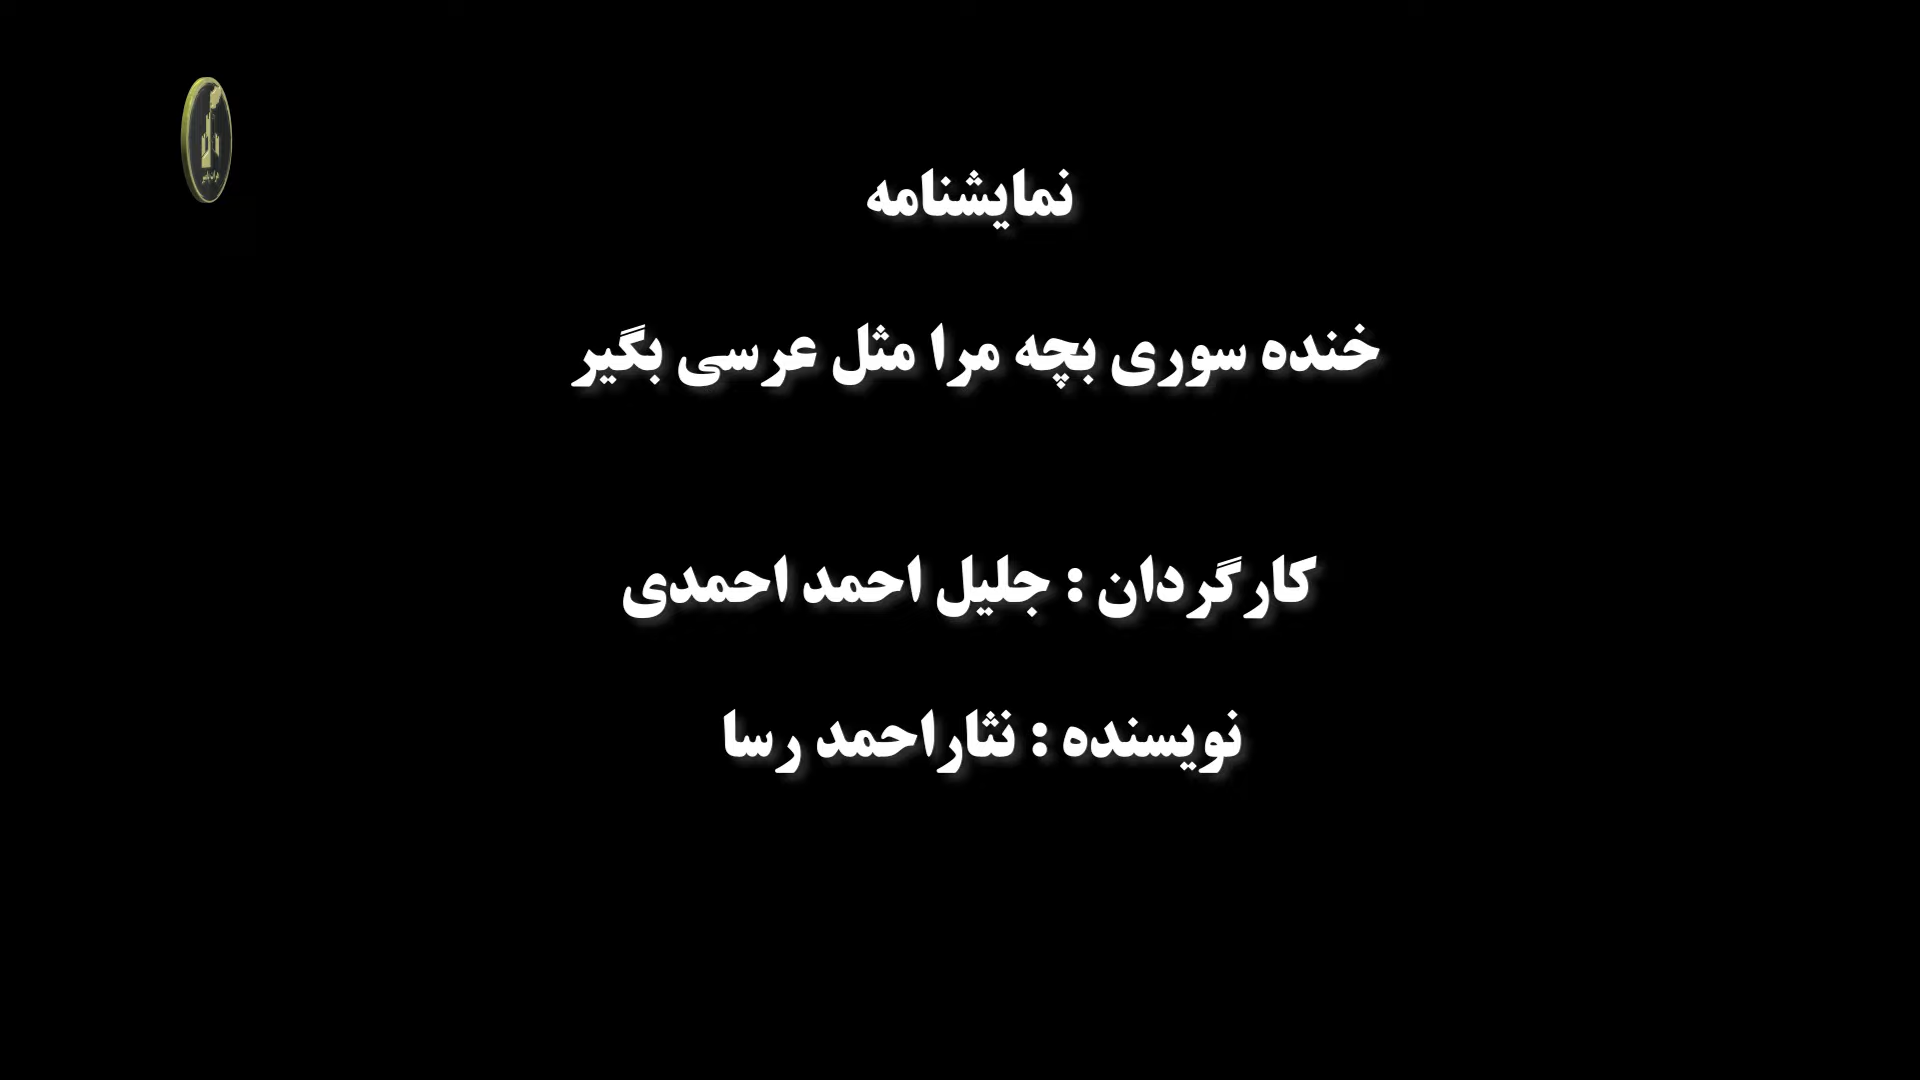 نمایشنامه
خنده سوری بچه مرا مثل عرسی بگیر
کارگردان : جلیل احمد احمدی
نویسنده : نثاراحمد رسا